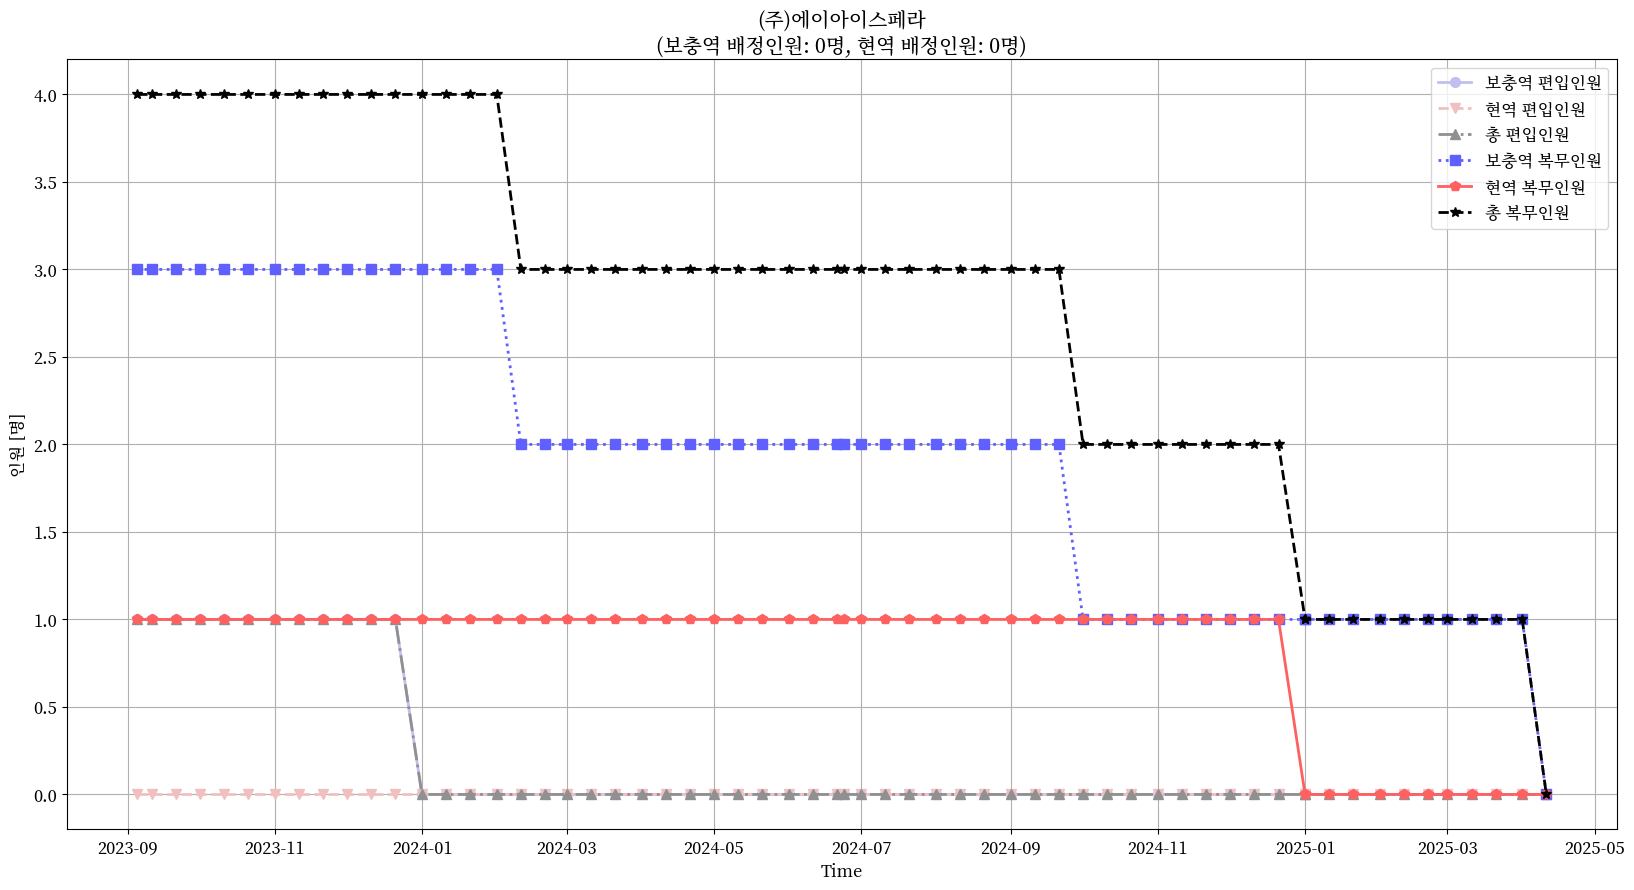 (주)에이아이스페라
(보충역 배정인원: 0명, 현역 배정인원: 0명)
보충역 편입인원
현역 편입인원
총 편입인원
보충역 복무인원
현역 복무인원
총 복무인원
인원 [명]
4.0
3.5
3.0
2.5
2.0
1.5
1.0
0.5
0.0
2023-09 2023-11 2024-01 2024-03 2024-05 2024-07 2024-09 2024-11 2025-01 2025-03 2025-05
Time